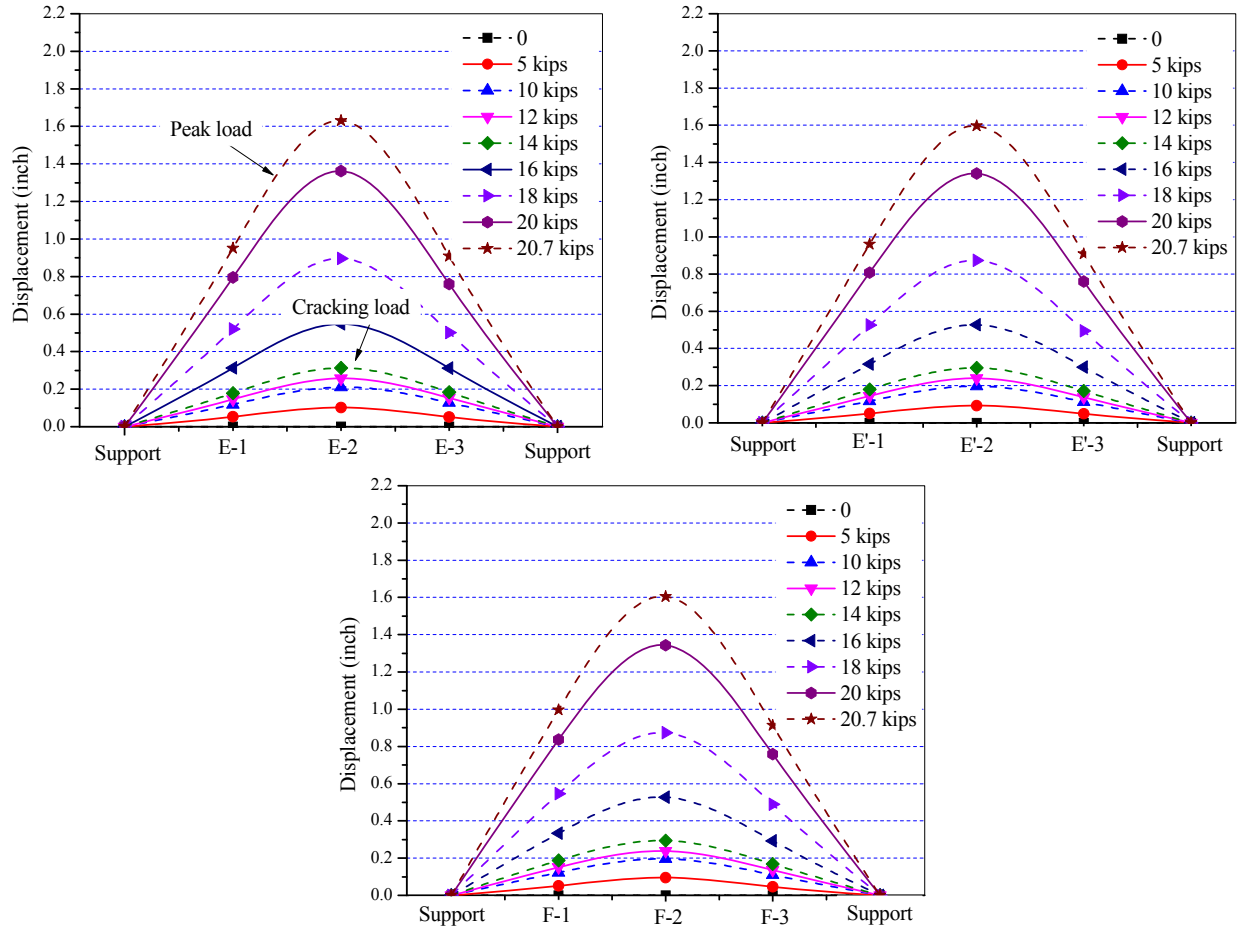 Displacement (inch)
2.2
2.0
1.8
1.6
1.4
1.2
1.0
0.8
0.6
0.4
0.2
0.0
Peak load
Cracking load
0
5 kips
10 kips
12 kips
14 kips
16 kips
18 kips
20 kips
20.7 kips
Support E-1 E-2 E-3 Support
Displacement (inch)
2.2
2.0
1.8
1.6
1.4
1.2
1.0
0.8
0.6
0.4
0.2
0.0
0
5 kips
10 kips
12 kips
14 kips
16 kips
18 kips
20 kips
20.7 kips
Support E'-1 E'-2 E'-3 Support
Displacement (inch)
2.2
2.0
1.8
1.6
1.4
1.2
1.0
0.8
0.6
0.4
0.2
0.0
0
5 kips
10 kips
12 kips
14 kips
16 kips
18 kips
20 kips
20.7 kips
Support F-1 F-2 F-3 Support